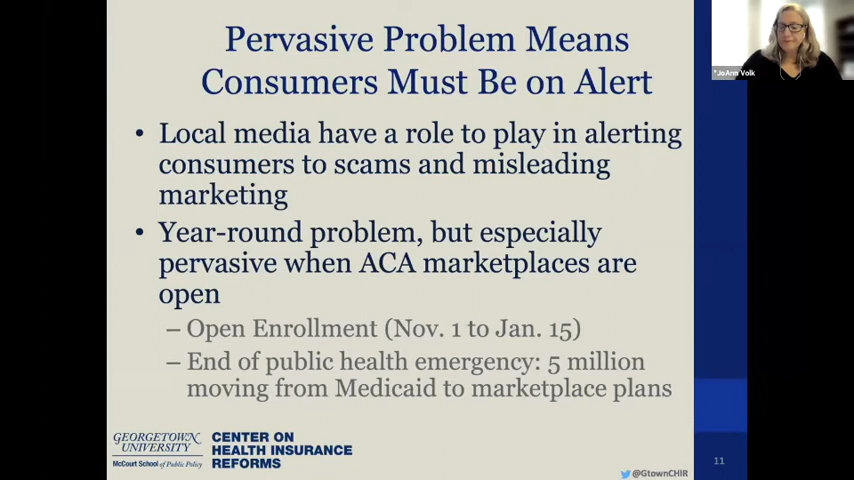 Pervasive Problem Means
Consumers Must Be on Alert
*JoAnn Volk
• Local media have a role to play in alerting
consumers to scams and misleading
marketing
• Year-round problem, but especially
pervasive when ACA marketplaces are
open
– Open Enrollment (Nov. 1 to Jan. 15)
– End of public health emergency: 5 million
moving from Medicaid to marketplace plans
GEORGETOWN
UNIVERSITY
McCourt School of Public Policy
CENTER ON
HEALTH INSURANCE
REFORMS
@GtownCHIR
11